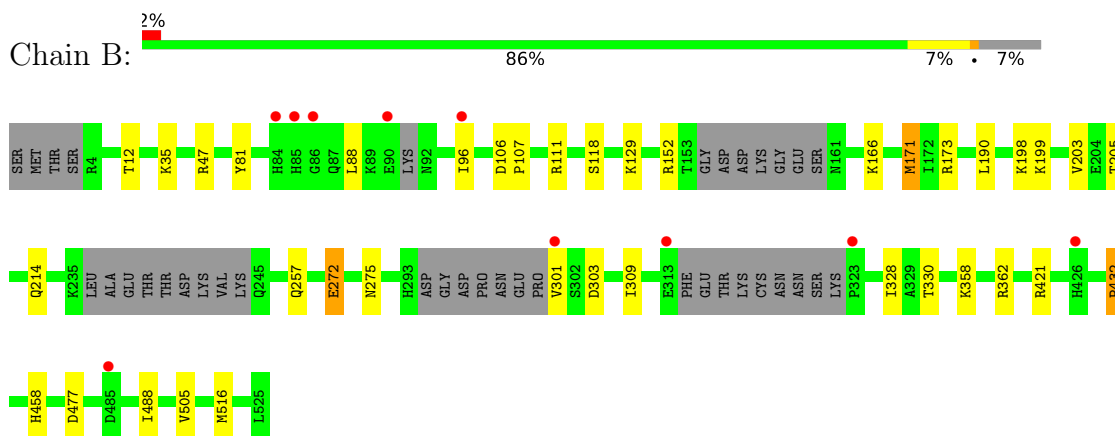 2%
Chain B:
86% 7% • 7%
SER MET THR SER R4 T12 K35 R47 Y81 H84 H85 G86 Q87 L88 K89 E90 LYS N92 I96 D106 P107 R111 S118 K129 R152 T153 GLY ASP ASP LYS GLY GLU SER N161 K166 M171 I172 R173 L190 K198 K199 V203 E204
Q214 K235 LEU ALA GLU THR THR ASP LYS VAL LYS Q245 Q257 E272 N275 H293 ASP GLY ASP PRO ASN GLU PRO V301 S302 D303 I309 E313 PHE GLU THR LYS CYS ASN ASN SER LYS P323 I328 A329 T330 K358 R362 R421 H426
H458 D477 D485 I488 V505 M516 L525